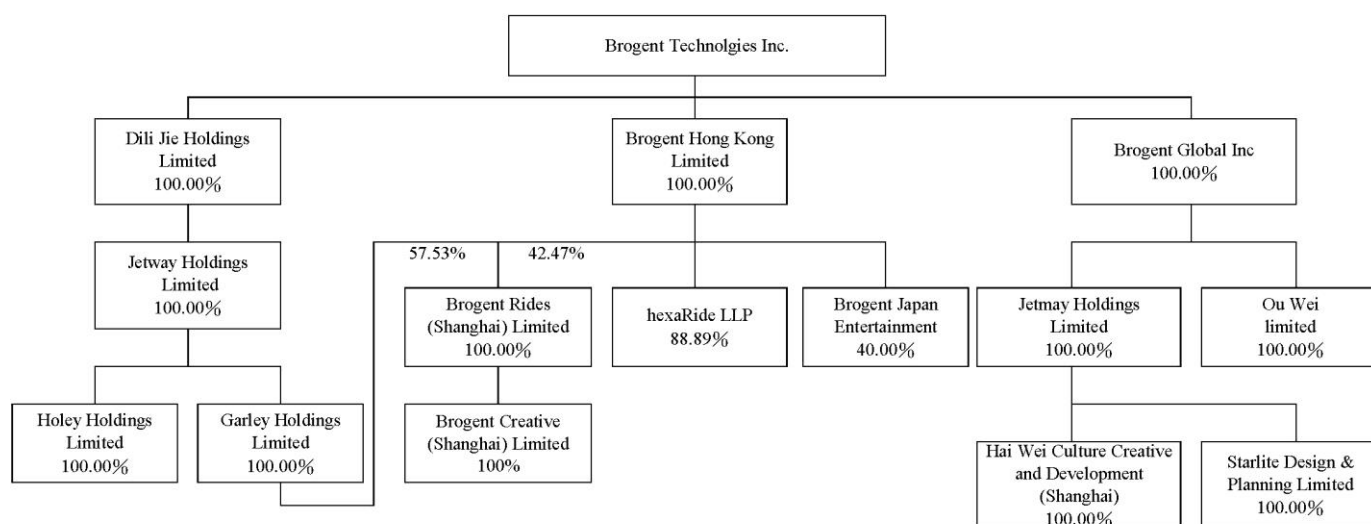 Brogent Technolgies Inc.
Dili Jie Holdings
Limited
100.00%
Brogent Hong Kong
Limited
100.00%
Brogent Global Inc
100.00%
Jetway Holdings
Limited
100.00%
57.53%
42.47%
Brogent Rides
(Shanghai) Limited
100.00%
hexaRide LLP
88.89%
Brogent Japan
Entertainment
40.00%
Jetmay Holdings
Limited
100.00%
Ou Wei
limited
100.00%
Holey Holdings
Limited
100.00%
Garley Holdings
Limited
100.00%
Brogent Creative
(Shanghai) Limited
100%
Hai Wei Culture Creative
and Development
(Shanghai)
100.00%
Starlite Design &
Planning Limited
100.00%